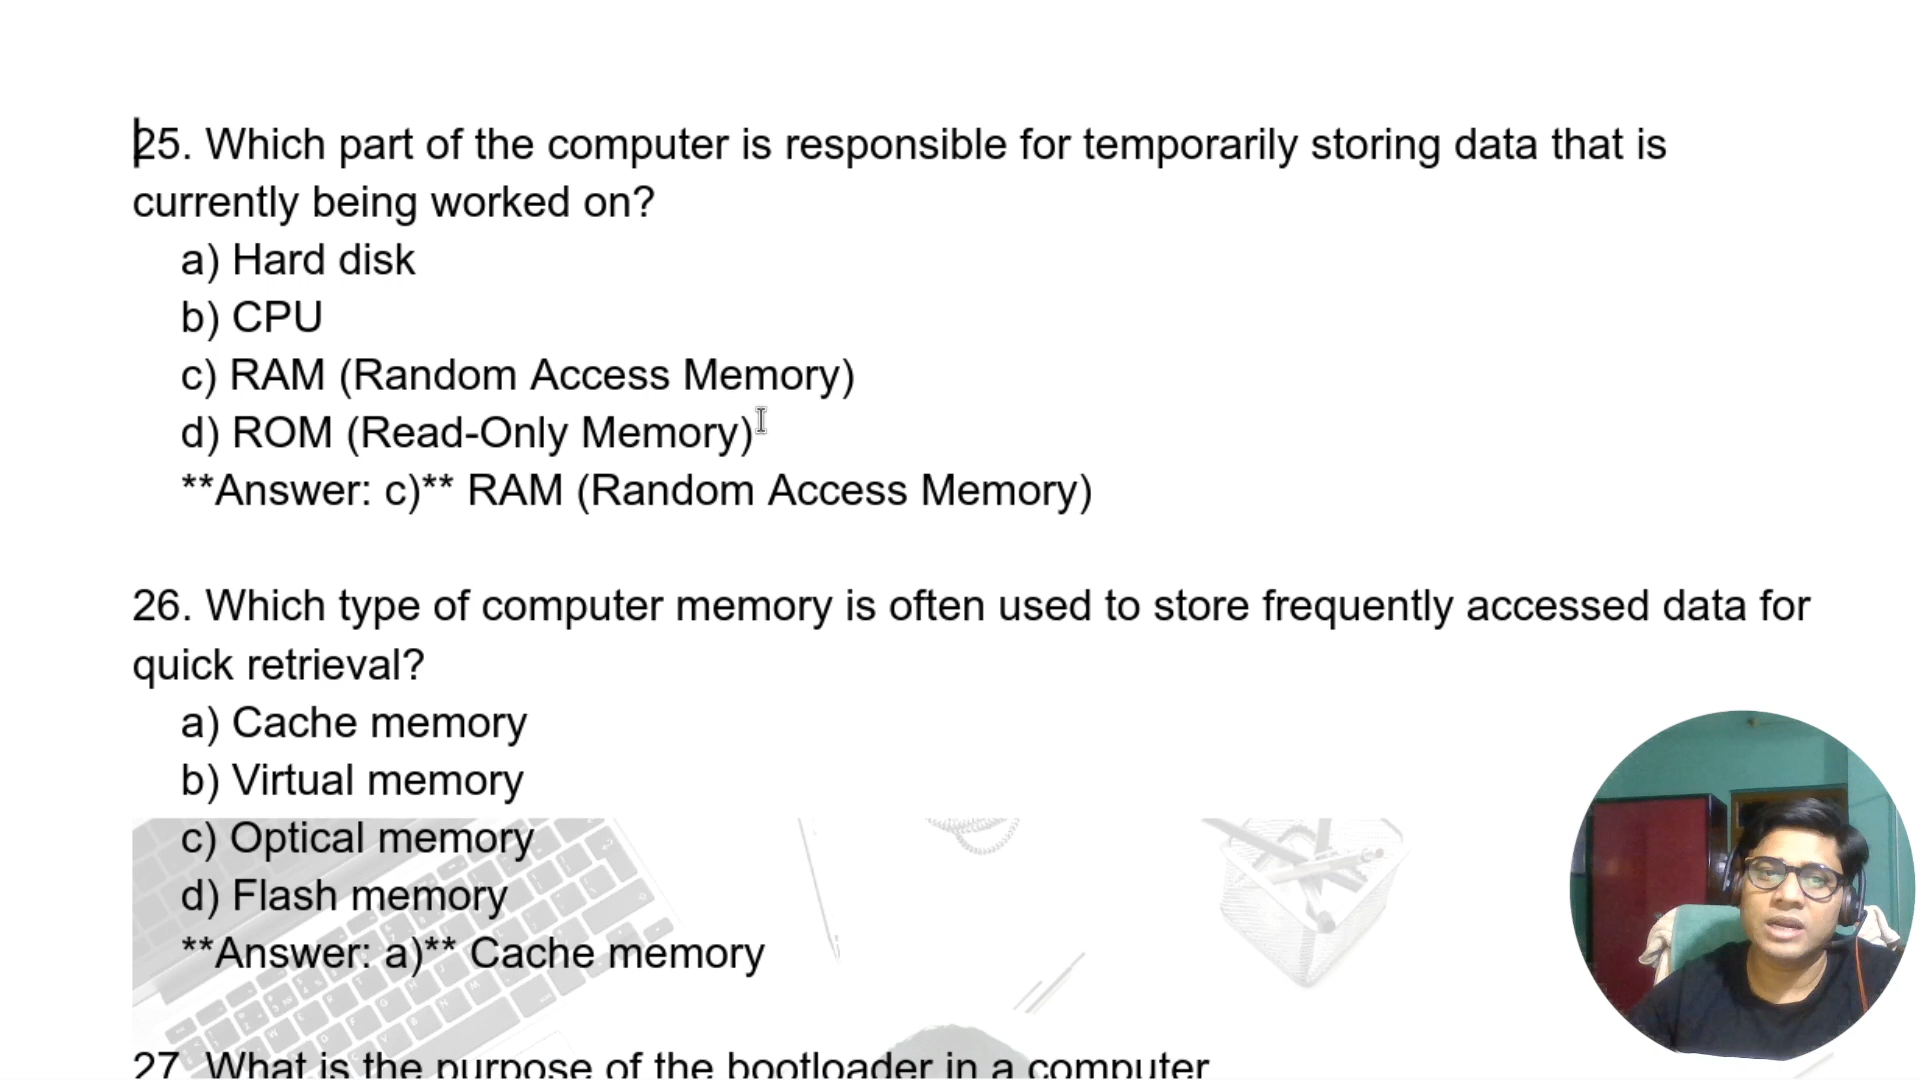 25. Which part of the computer is responsible for temporarily storing data that is
currently being worked on?
a) Hard disk
b) CPU
c) RAM (Random Access Memory)
d) ROM (Read-Only Memory)
**Answer: c)** RAM (Random Access Memory)
26. Which type of computer memory is often used to store frequently accessed data for
quick retrieval?
a) Cache memory
b) Virtual memory
c) Optical memory
d) Flash memory
**Answer: a)** Cache memory
27. What is the purpose of the bootloader in a computer